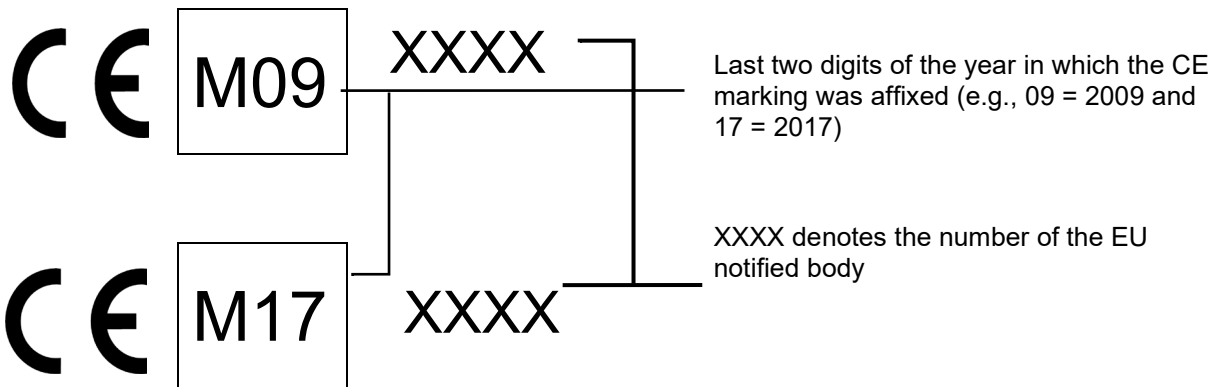 CE M09 XXXX
Last two digits of the year in which the CE
marking was affixed (e.g., 09 = 2009 and
17 = 2017)
XXXX denotes the number of the EU
notified body
CE M17 XXXX